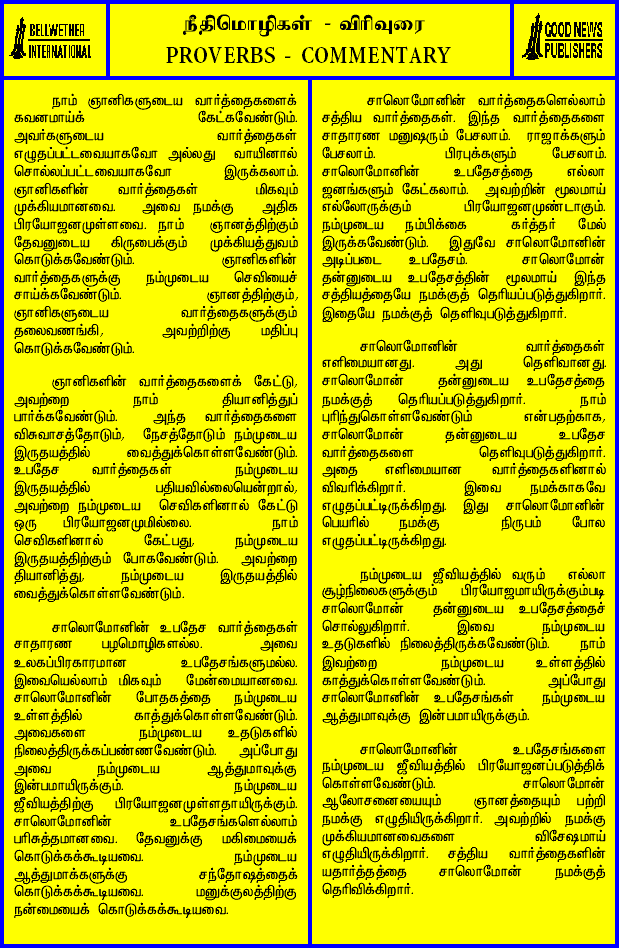 BELLWETHER
INTERNATIONAL
நீதிமொழிகள் - விரிவுரை
PROVERBS - COMMENTARY
GOOD NEWS
PUBLISHERS
நாம் ஞானிகளுடைய வார்த்தைகளைக்
கவனமாய்க் கேட்கவேண்டும்.
அவர்களுடைய வார்த்தைகள்
எழுதப்பட்டவையாகவோ அல்லது வாயினால்
சொல்லப்பட்டவையாகவோ இருக்கலாம்.
ஞானிகளின் வார்த்தைகள் மிகவும்
முக்கியமானவை. அவை நமக்கு அதிக
பிரயோஜனமுள்ளவை. நாம் ஞானத்திற்கும்
தேவனுடைய கிருபைக்கும் முக்கியத்துவம்
கொடுக்கவேண்டும். ஞானிகளின்
வார்த்தைகளுக்கு நம்முடைய செவியைச்
சாய்க்கவேண்டும். ஞானத்திற்கும்,
ஞானிகளுடைய வார்த்தைகளுக்கும்
தலைவணங்கி, அவற்றிற்கு மதிப்பு
கொடுக்கவேண்டும்.
ஞானிகளின் வார்த்தைகளைக் கேட்டு,
அவற்றை நாம் தியானித்துப்
பார்க்கவேண்டும். அந்த வார்த்தைகளை
விசுவாசத்தோடும், நேசத்தோடும் நம்முடைய
இருதயத்தில் வைத்துக்கொள்ளவேண்டும்.
உபதேச வார்த்தைகள் நம்முடைய
இருதயத்தில் பதியவில்லையென்றால்,
அவற்றை நம்முடைய செவிகளினால் கேட்டு
ஒரு பிரயோஜனமுமில்லை. நாம்
செவிகளினால் கேட்பது, நம்முடைய
இருதயத்திற்கும் போகவேண்டும். அவற்றை
தியானித்து, நம்முடைய இருதயத்தில்
வைத்துக்கொள்ளவேண்டும்.
சாலொமோனின் உபதேச வார்த்தைகள்
சாதாரண பழமொழிகளல்ல. அவை
உலகப்பிரகாரமான உபதேசங்களுமல்ல.
இவையெல்லாம் மிகவும் மேன்மையானவை.
சாலொமோனின் போதகத்தை நம்முடைய
உள்ளத்தில் காத்துக்கொள்ளவேண்டும்.
அவைகளை நம்முடைய உதடுகளில்
நிலைத்திருக்கப்பண்ணவேண்டும். அப்போது
அவை நம்முடைய ஆத்துமாவுக்கு
இன்பமாயிருக்கும். நம்முடைய
ஜீவியத்திற்கு பிரயோஜனமுள்ளதாயிருக்கும்.
சாலொமோனின் உபதேசங்களெல்லாம்
பரிசுத்தமானவை. தேவனுக்கு மகிமையைக்
கொடுக்கக்கூடியவை. நம்முடைய
ஆத்துமாக்களுக்கு சந்தோஷத்தைக்
கொடுக்கக்கூடியவை. மனுக்குலத்திற்கு
நன்மையைக் கொடுக்கக்கூடியவை.
சாலொமோனின் வார்த்தைகளெல்லாம்
சத்திய வார்த்தைகள். இந்த வார்த்தைகளை
சாதாரண மனுஷரும் பேசலாம். ராஜாக்களும்
பேசலாம். பிரபுக்களும் பேசலாம்.
சாலொமோனின் உபதேசத்தை எல்லா
ஜனங்களும் கேட்கலாம். அவற்றின் மூலமாய்
எல்லோருக்கும் பிரயோஜனமுண்டாகும்.
நம்முடைய நம்பிக்கை கர்த்தர் மேல்
இருக்கவேண்டும். இதுவே சாலொமோனின்
அடிப்படை உபதேசம். சாலொமோன்
தன்னுடைய உபதேசத்தின் மூலமாய் இந்த
சத்தியத்தையே நமக்குத் தெரியப்படுத்துகிறார்.
இதையே நமக்குத் தெளிவுபடுத்துகிறார்.
சாலொமோனின் வார்த்தைகள்
எளிமையானது. அது தெளிவானது.
சாலொமோன் தன்னுடைய உபதேசத்தை
நமக்குத் தெரியப்படுத்துகிறார். நாம்
புரிந்துகொள்ளவேண்டும் என்பதற்காக,
சாலொமோன் தன்னுடைய உபதேச
வார்த்தைகளை தெளிவுபடுத்துகிறார்.
அதை எளிமையான வார்த்தைகளினால்
விவரிக்கிறார். இவை நமக்காகவே
எழுதப்பட்டிருக்கிறது. இது சாலொமோனின்
பெயரில் நமக்கு நிருபம் போல
எழுதப்பட்டிருக்கிறது.
நம்முடைய ஜீவியத்தில் வரும் எல்லா
சூழ்நிலைகளுக்கும் பிரயோஜமாயிருக்கும்படி
சாலொமோன் தன்னுடைய உபதேசத்தைச்
சொல்லுகிறார். இவை நம்முடைய
உதடுகளில் நிலைத்திருக்கவேண்டும். நாம்
இவற்றை நம்முடைய உள்ளத்தில்
காத்துக்கொள்ளவேண்டும். அப்போது
சாலொமோனின் உபதேசங்கள் நம்முடைய
ஆத்துமாவுக்கு இன்பமாயிருக்கும்.
சாலொமோனின் உபதேசங்களை
நம்முடைய ஜீவியத்தில் பிரயோஜனப்படுத்திக்
கொள்ளவேண்டும். சாலொமோன்
ஆலோசனையையும் ஞானத்தையும் பற்றி
நமக்கு எழுதியிருக்கிறார். அவற்றில் நமக்கு
முக்கியமானவைகளை விசேஷமாய்
எழுதியிருக்கிறார். சத்திய வார்த்தைகளின்
யதார்த்தத்தை சாலொமோன் நமக்குத்
தெரிவிக்கிறார்.